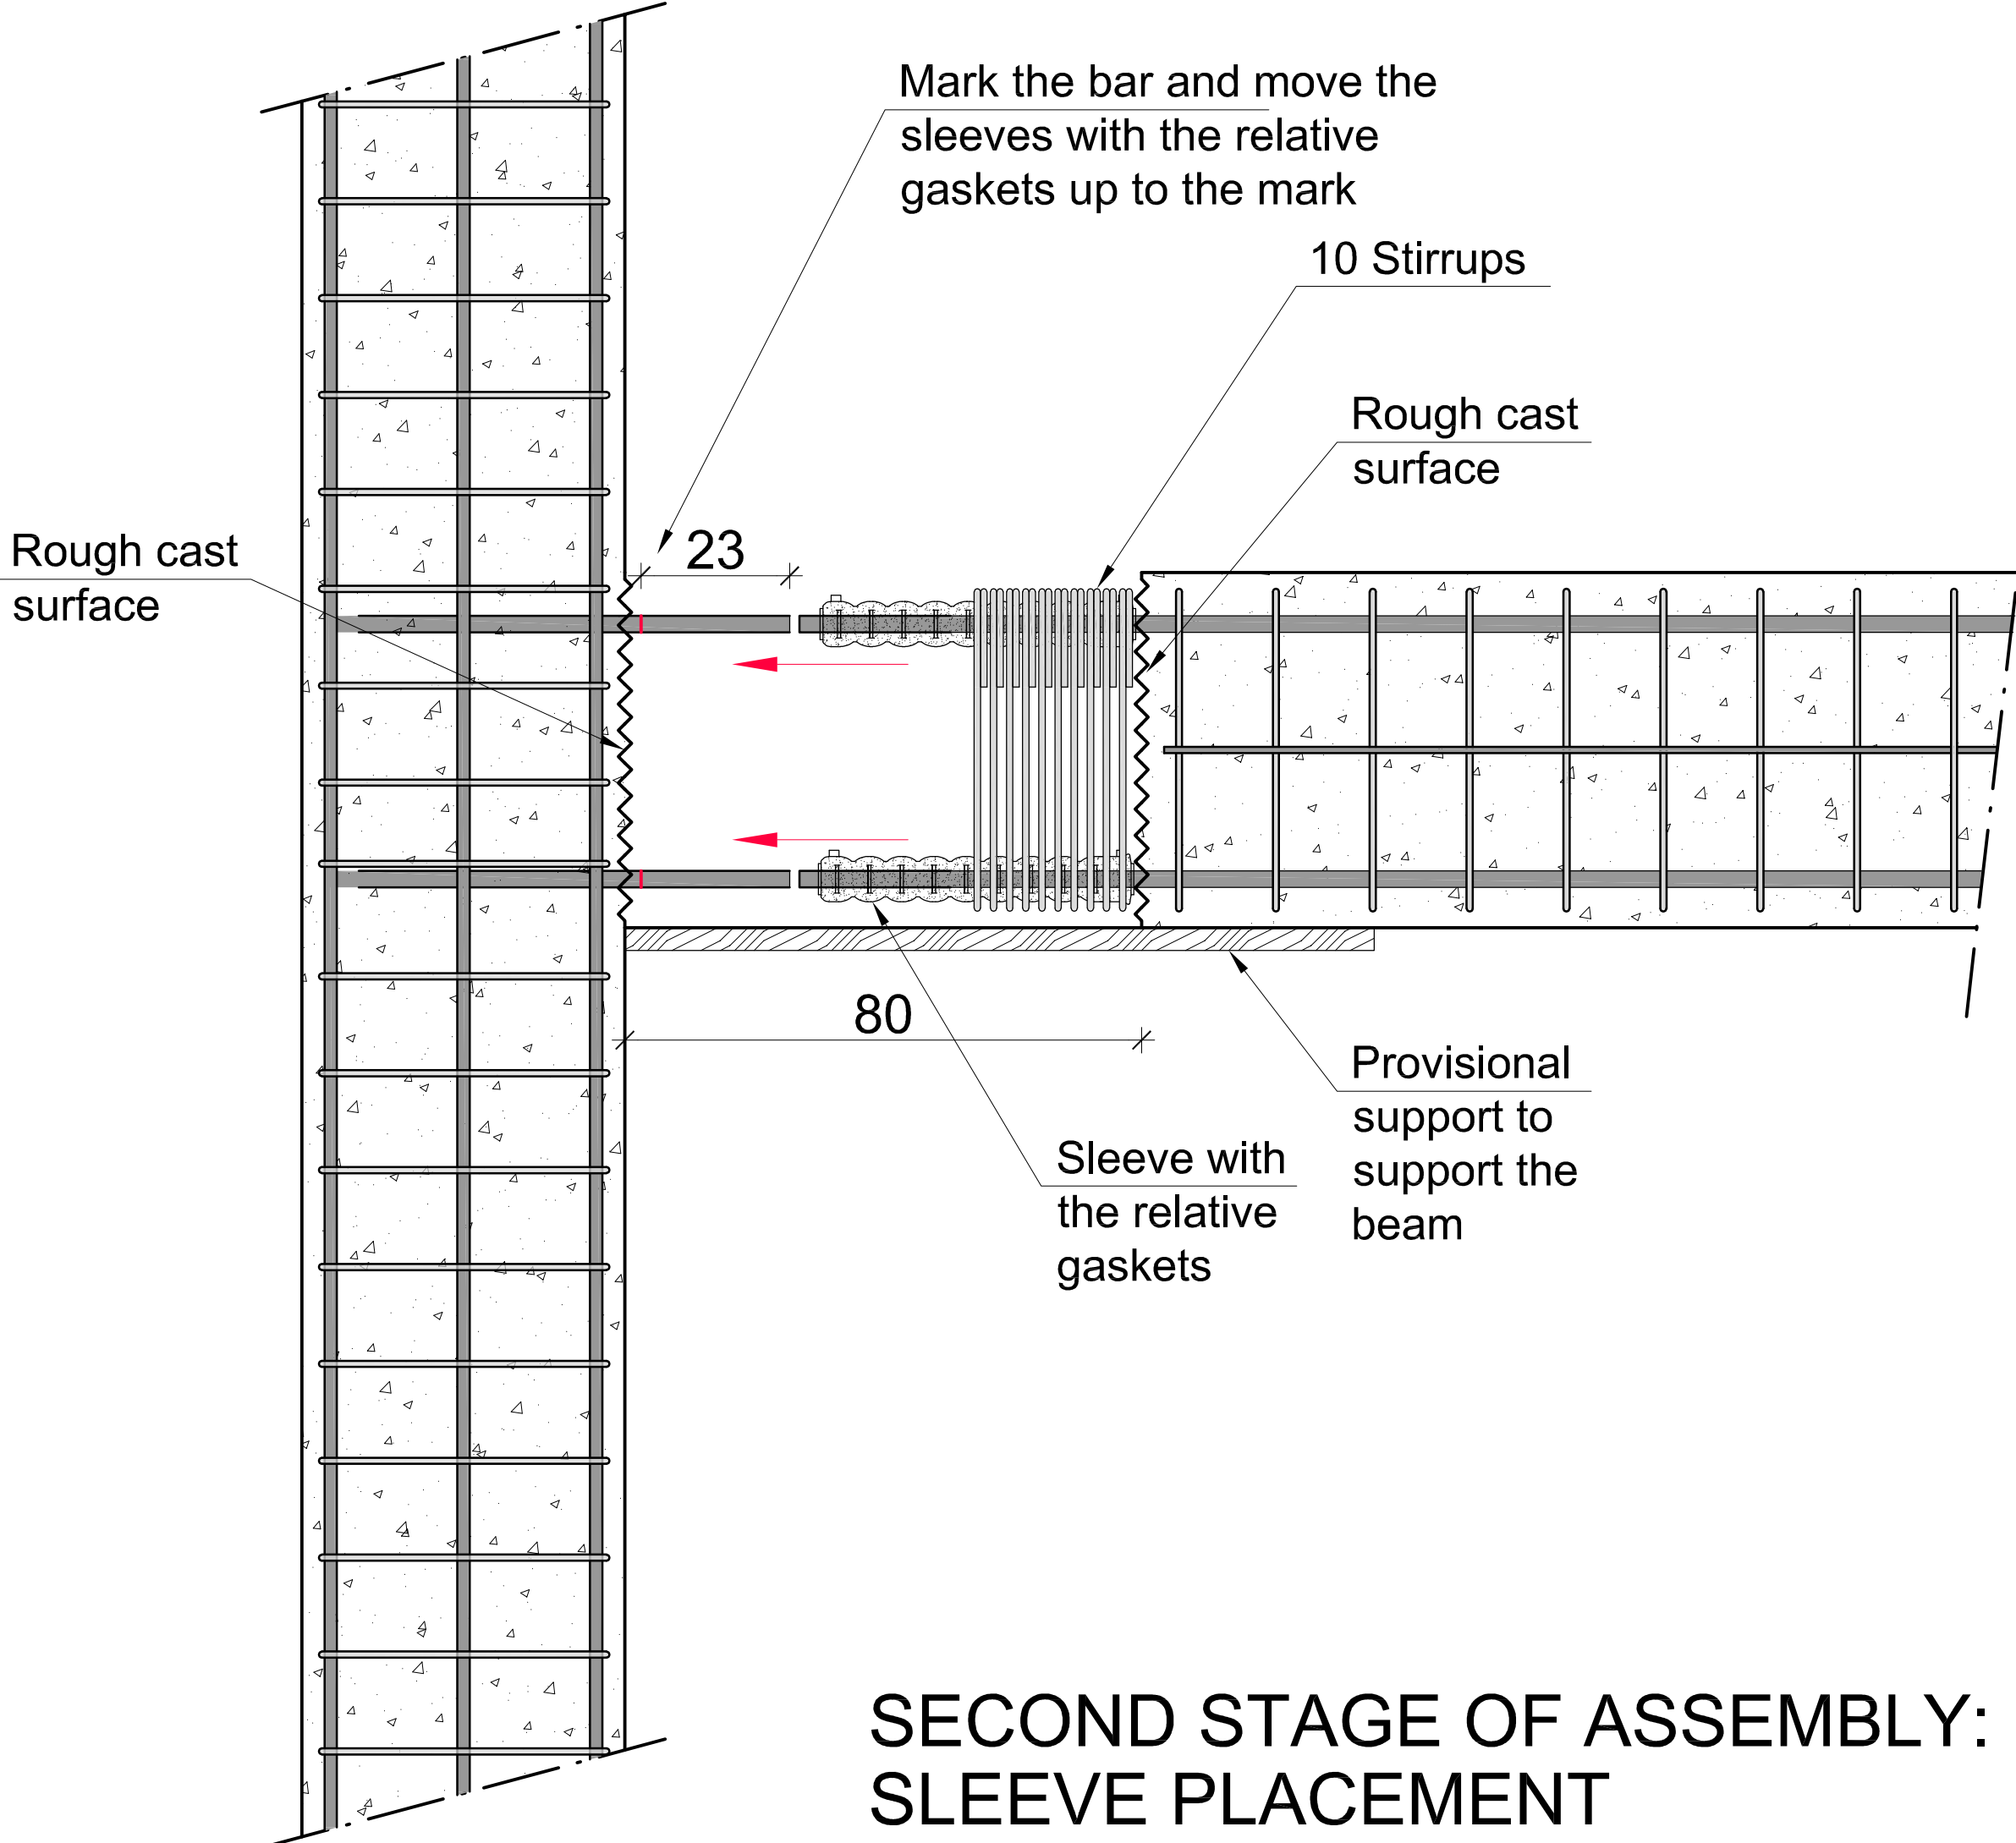 Mark the bar and move the
sleeves with the relative
gaskets up to the mark
10 Stirrups
Rough cast
surface
Rough cast
surface
23
80
Provisional
support to
support the
beam
Sleeve with
the relative
gaskets
SECOND STAGE OF ASSEMBLY:
SLEEVE PLACEMENT